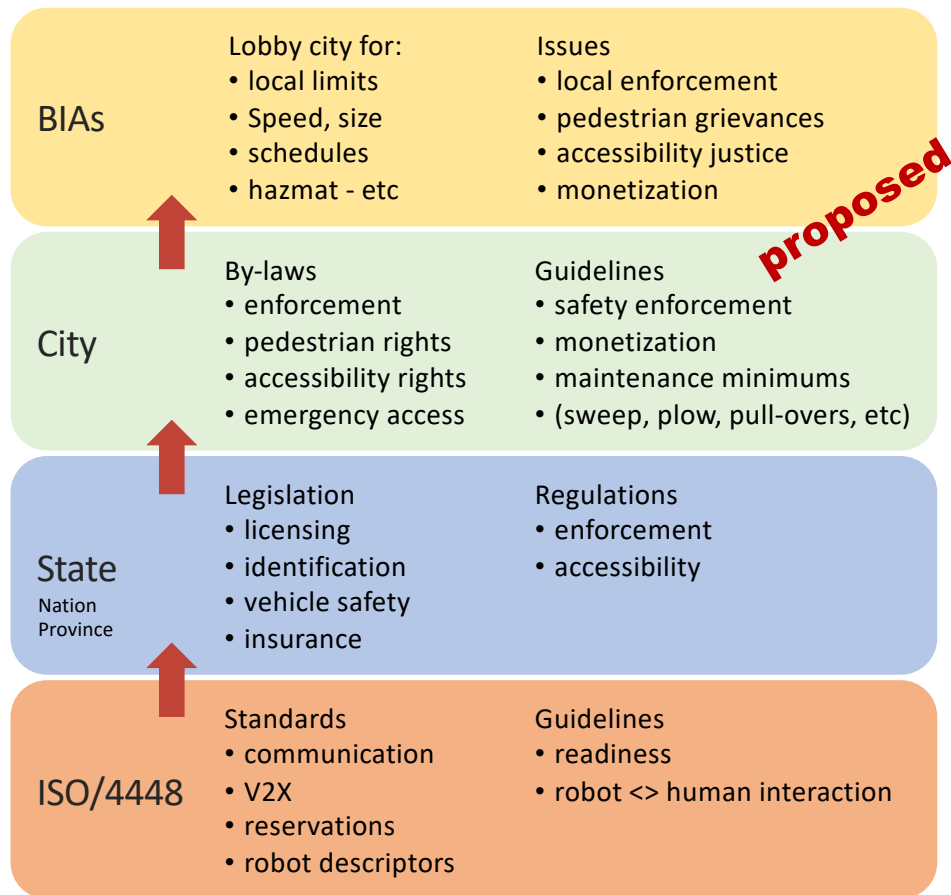 BIAs
Lobby city for:
• local limits
• Speed, size
• schedules
• hazmat - etc
Issues
• local enforcement
• pedestrian grievances
• accessibility justice
• monetization
proposed
City
By-laws
• enforcement
• pedestrian rights
• accessibility rights
• emergency access
Guidelines
• safety enforcement
• monetization
• maintenance minimums
• (sweep, plow, pull-overs, etc)
State
Nation
Province
Legislation
• licensing
• identification
• vehicle safety
• insurance
Regulations
• enforcement
• accessibility
ISO/4448
Standards
• communication
• V2X
• reservations
• robot descriptors
Guidelines
• readiness
• robot <> human interaction